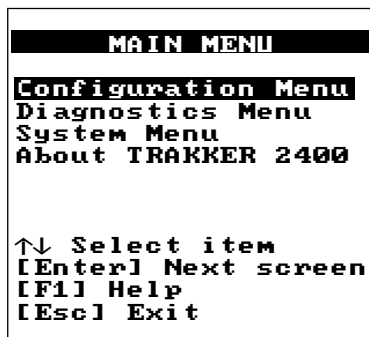 MAIN MENU
Configuration Menu
Diagnostics Menu
System Menu
About TRAKKER 2400
↑↓ Select item
[Enter] Next screen
[F1] Help
[Esc] Exit